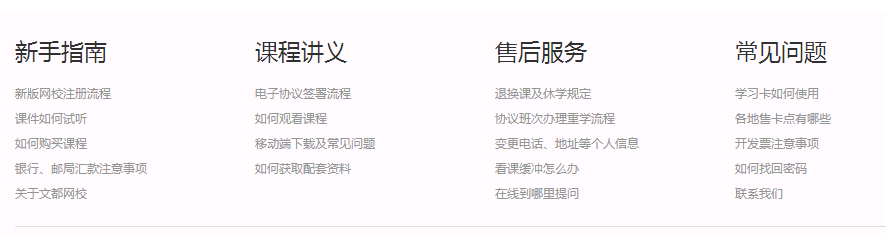 新手指南
新版网校注册流程
课件如何试听
如何购买课程
银行、邮局汇款注意事项
关于文都网校
课程讲义
电子协议签署流程
如何观看课程
移动端下载及常见问题
如何获取配套资料
售后服务
退换课及休学规定
协议班次办理重学流程
变更电话、地址等个人信息
看课缓冲怎么办
在线到哪里提问
常见问题
学习卡如何使用
各地售卡点有哪些
开发票注意事项
如何找回密码
联系我们